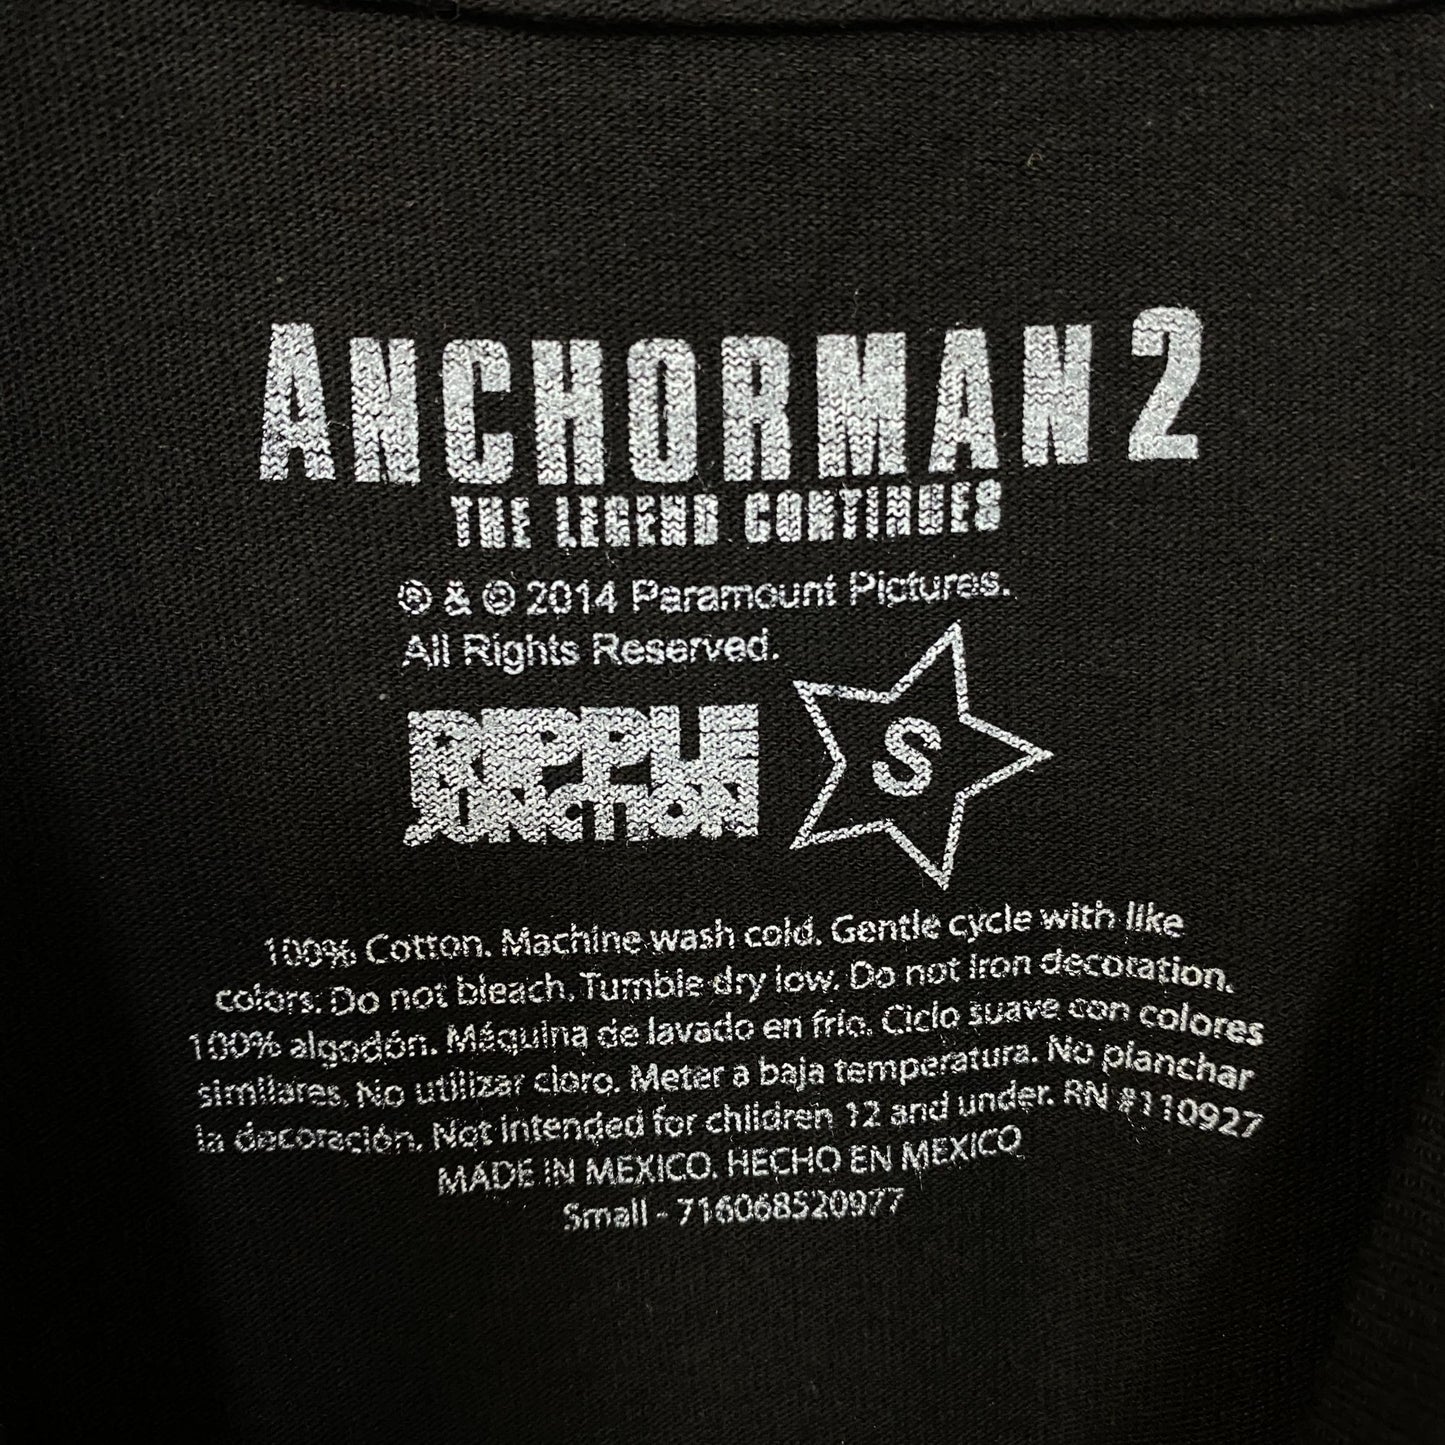 ANCHORMAN 2
THE LEGEND CONTINUES
® & © 2014 Paramount Pictures.
All Rights Reserved.
RIPPLE
JUNCTION
S
100% Cotton. Machine wash cold. Gentle cycle with like
colors. Do not bleach. Tumble dry low. Do not iron decoration.
100% algodón. Máquina de lavado en frío. Ciclo suave con colores
similares. No utilizar cloro. Meter a baja temperatura. No planchar
la decoración. Not intended for children 12 and under. RN #110927
MADE IN MEXICO. HECHO EN MEXICO
Small - 716068520977